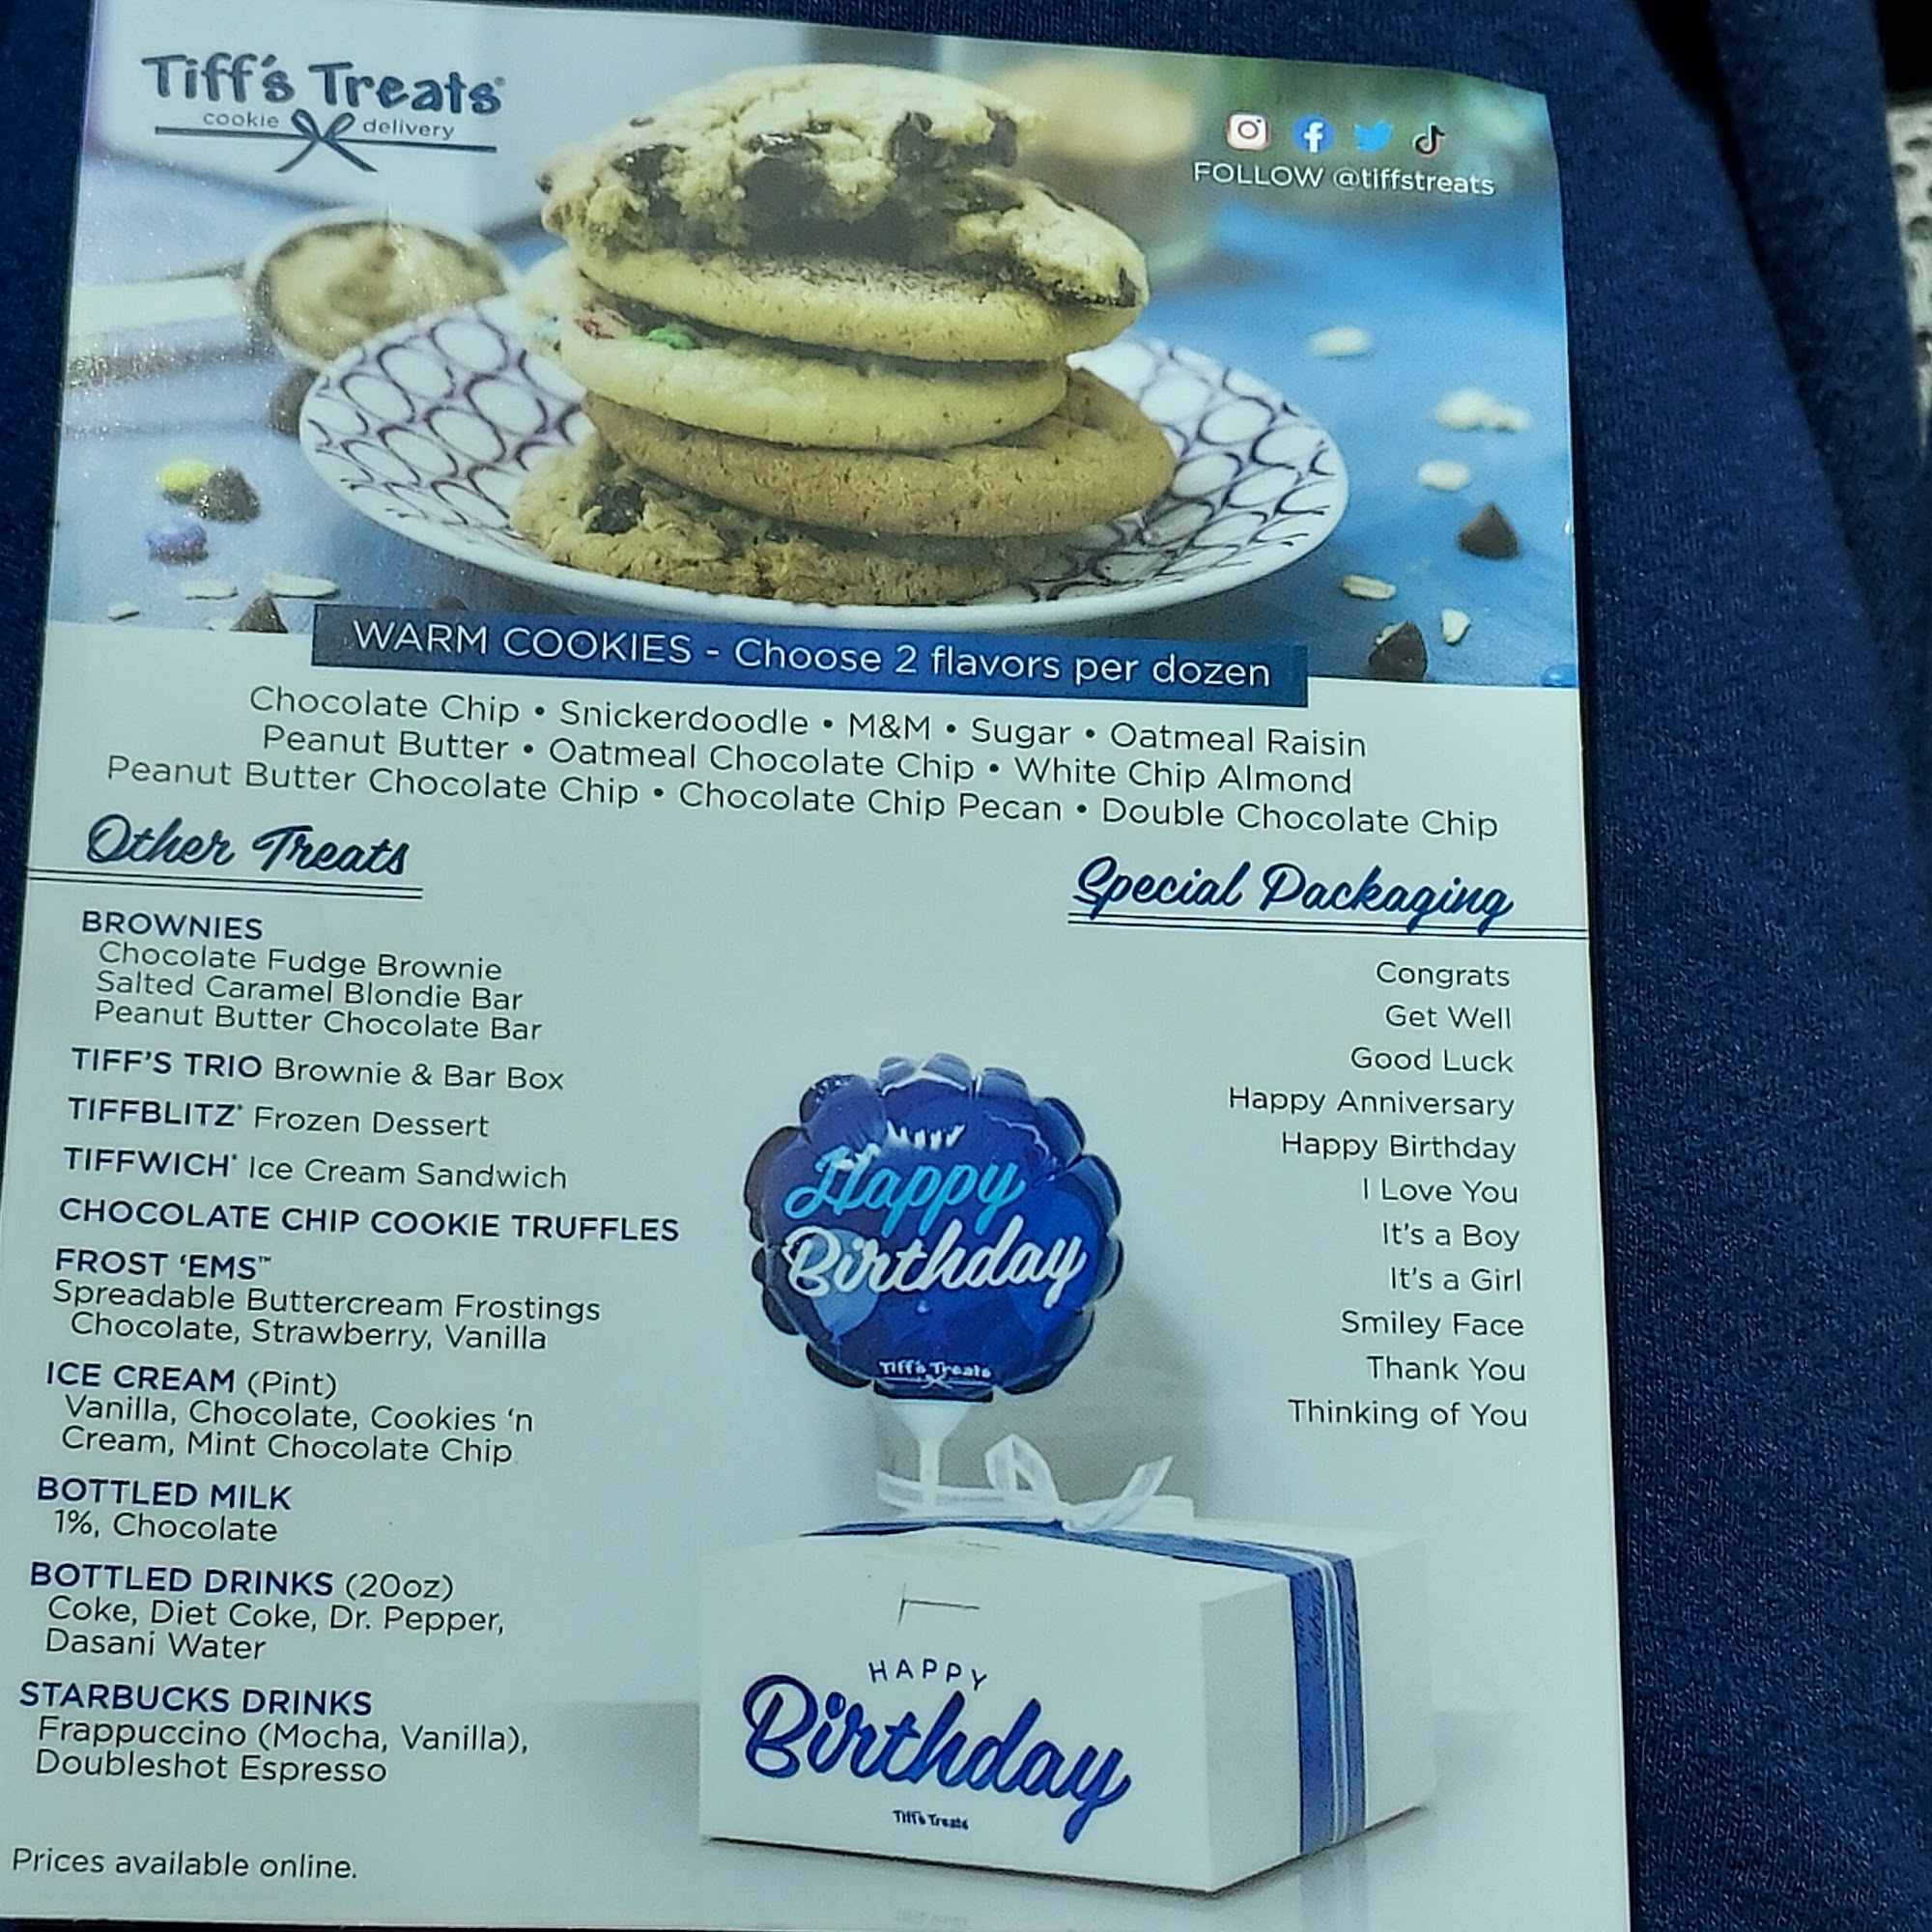 Tiff's Treats®
cookie delivery
FOLLOW @tiffstreats
WARM COOKIES - Choose 2 flavors per dozen
Chocolate Chip • Snickerdoodle • M&M • Sugar • Oatmeal Raisin
Peanut Butter • Oatmeal Chocolate Chip • White Chip Almond
Peanut Butter Chocolate Chip • Chocolate Chip Pecan • Double Chocolate Chip
Other Treats
BROWNIES
Chocolate Fudge Brownie
Salted Caramel Blondie Bar
Peanut Butter Chocolate Bar
TIFF'S TRIO Brownie & Bar Box
TIFFBLITZ® Frozen Dessert
TIFFWICH® Ice Cream Sandwich
CHOCOLATE CHIP COOKIE TRUFFLES
FROST 'EMS™
Spreadable Buttercream Frostings
Chocolate, Strawberry, Vanilla
ICE CREAM (Pint)
Vanilla, Chocolate, Cookies 'n
Cream, Mint Chocolate Chip
BOTTLED MILK
1%, Chocolate
BOTTLED DRINKS (20oz)
Coke, Diet Coke, Dr. Pepper,
Dasani Water
STARBUCKS DRINKS
Frappuccino (Mocha, Vanilla),
Doubleshot Espresso
Prices available online.
Special Packaging
Congrats
Get Well
Good Luck
Happy Anniversary
Happy Birthday
I Love You
It's a Boy
It's a Girl
Smiley Face
Thank You
Thinking of You
Happy
Birthday
Tiff's Treats
HAPPY
Birthday
Tiff's Treats